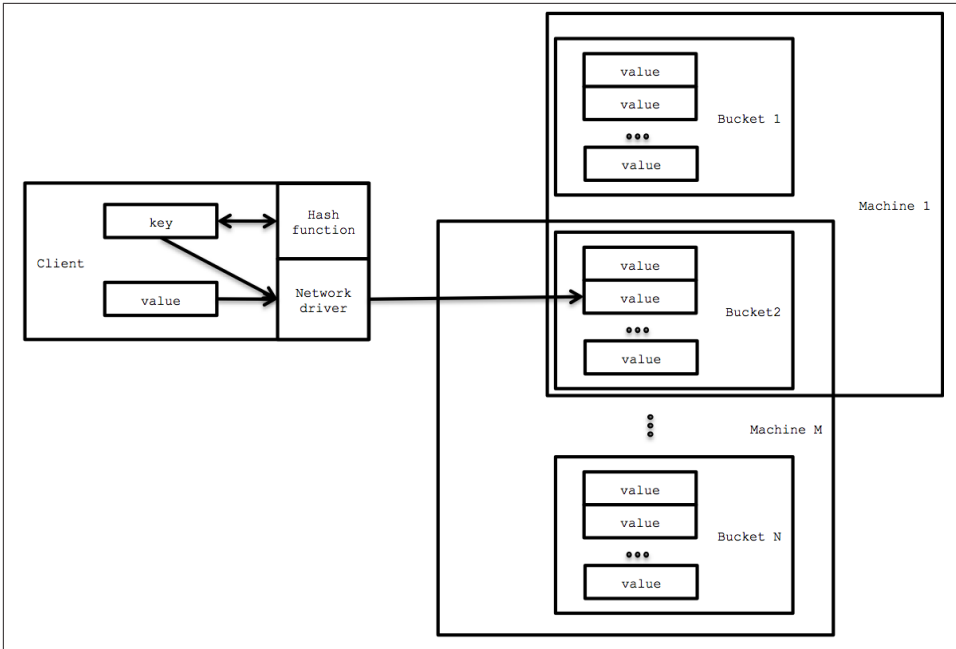 Client
key
value
Hash
function
Network
driver
value
value
value
Bucket 1
Machine 1
value
value
value
Bucket2
Machine M
value
value
value
Bucket N